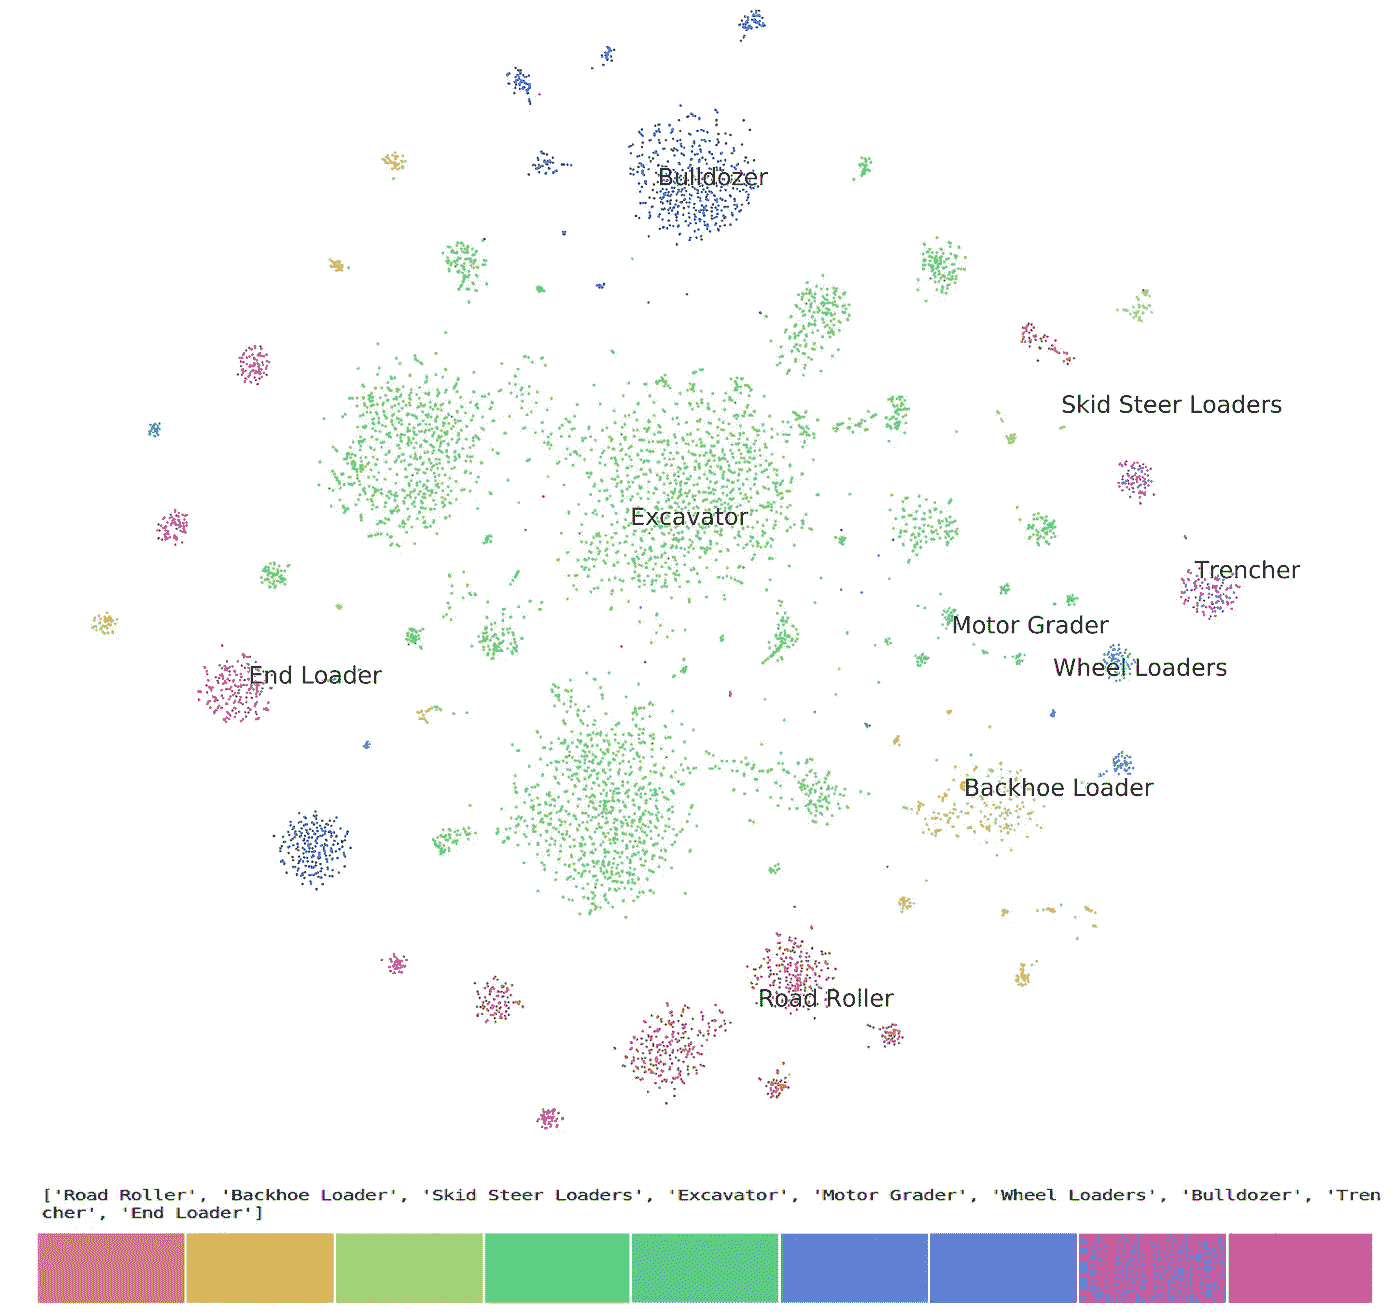 Bulldozer
Skid Steer Loaders
Excavator
Trencher
Motor Grader
Wheel Loaders
End Loader
Backhoe Loader
Road Roller
['Road Roller', 'Backhoe Loader', 'Skid Steer Loaders', 'Excavator', 'Motor Grader', 'Wheel Loaders', 'Bulldozer', 'Tren
cher', 'End Loader']